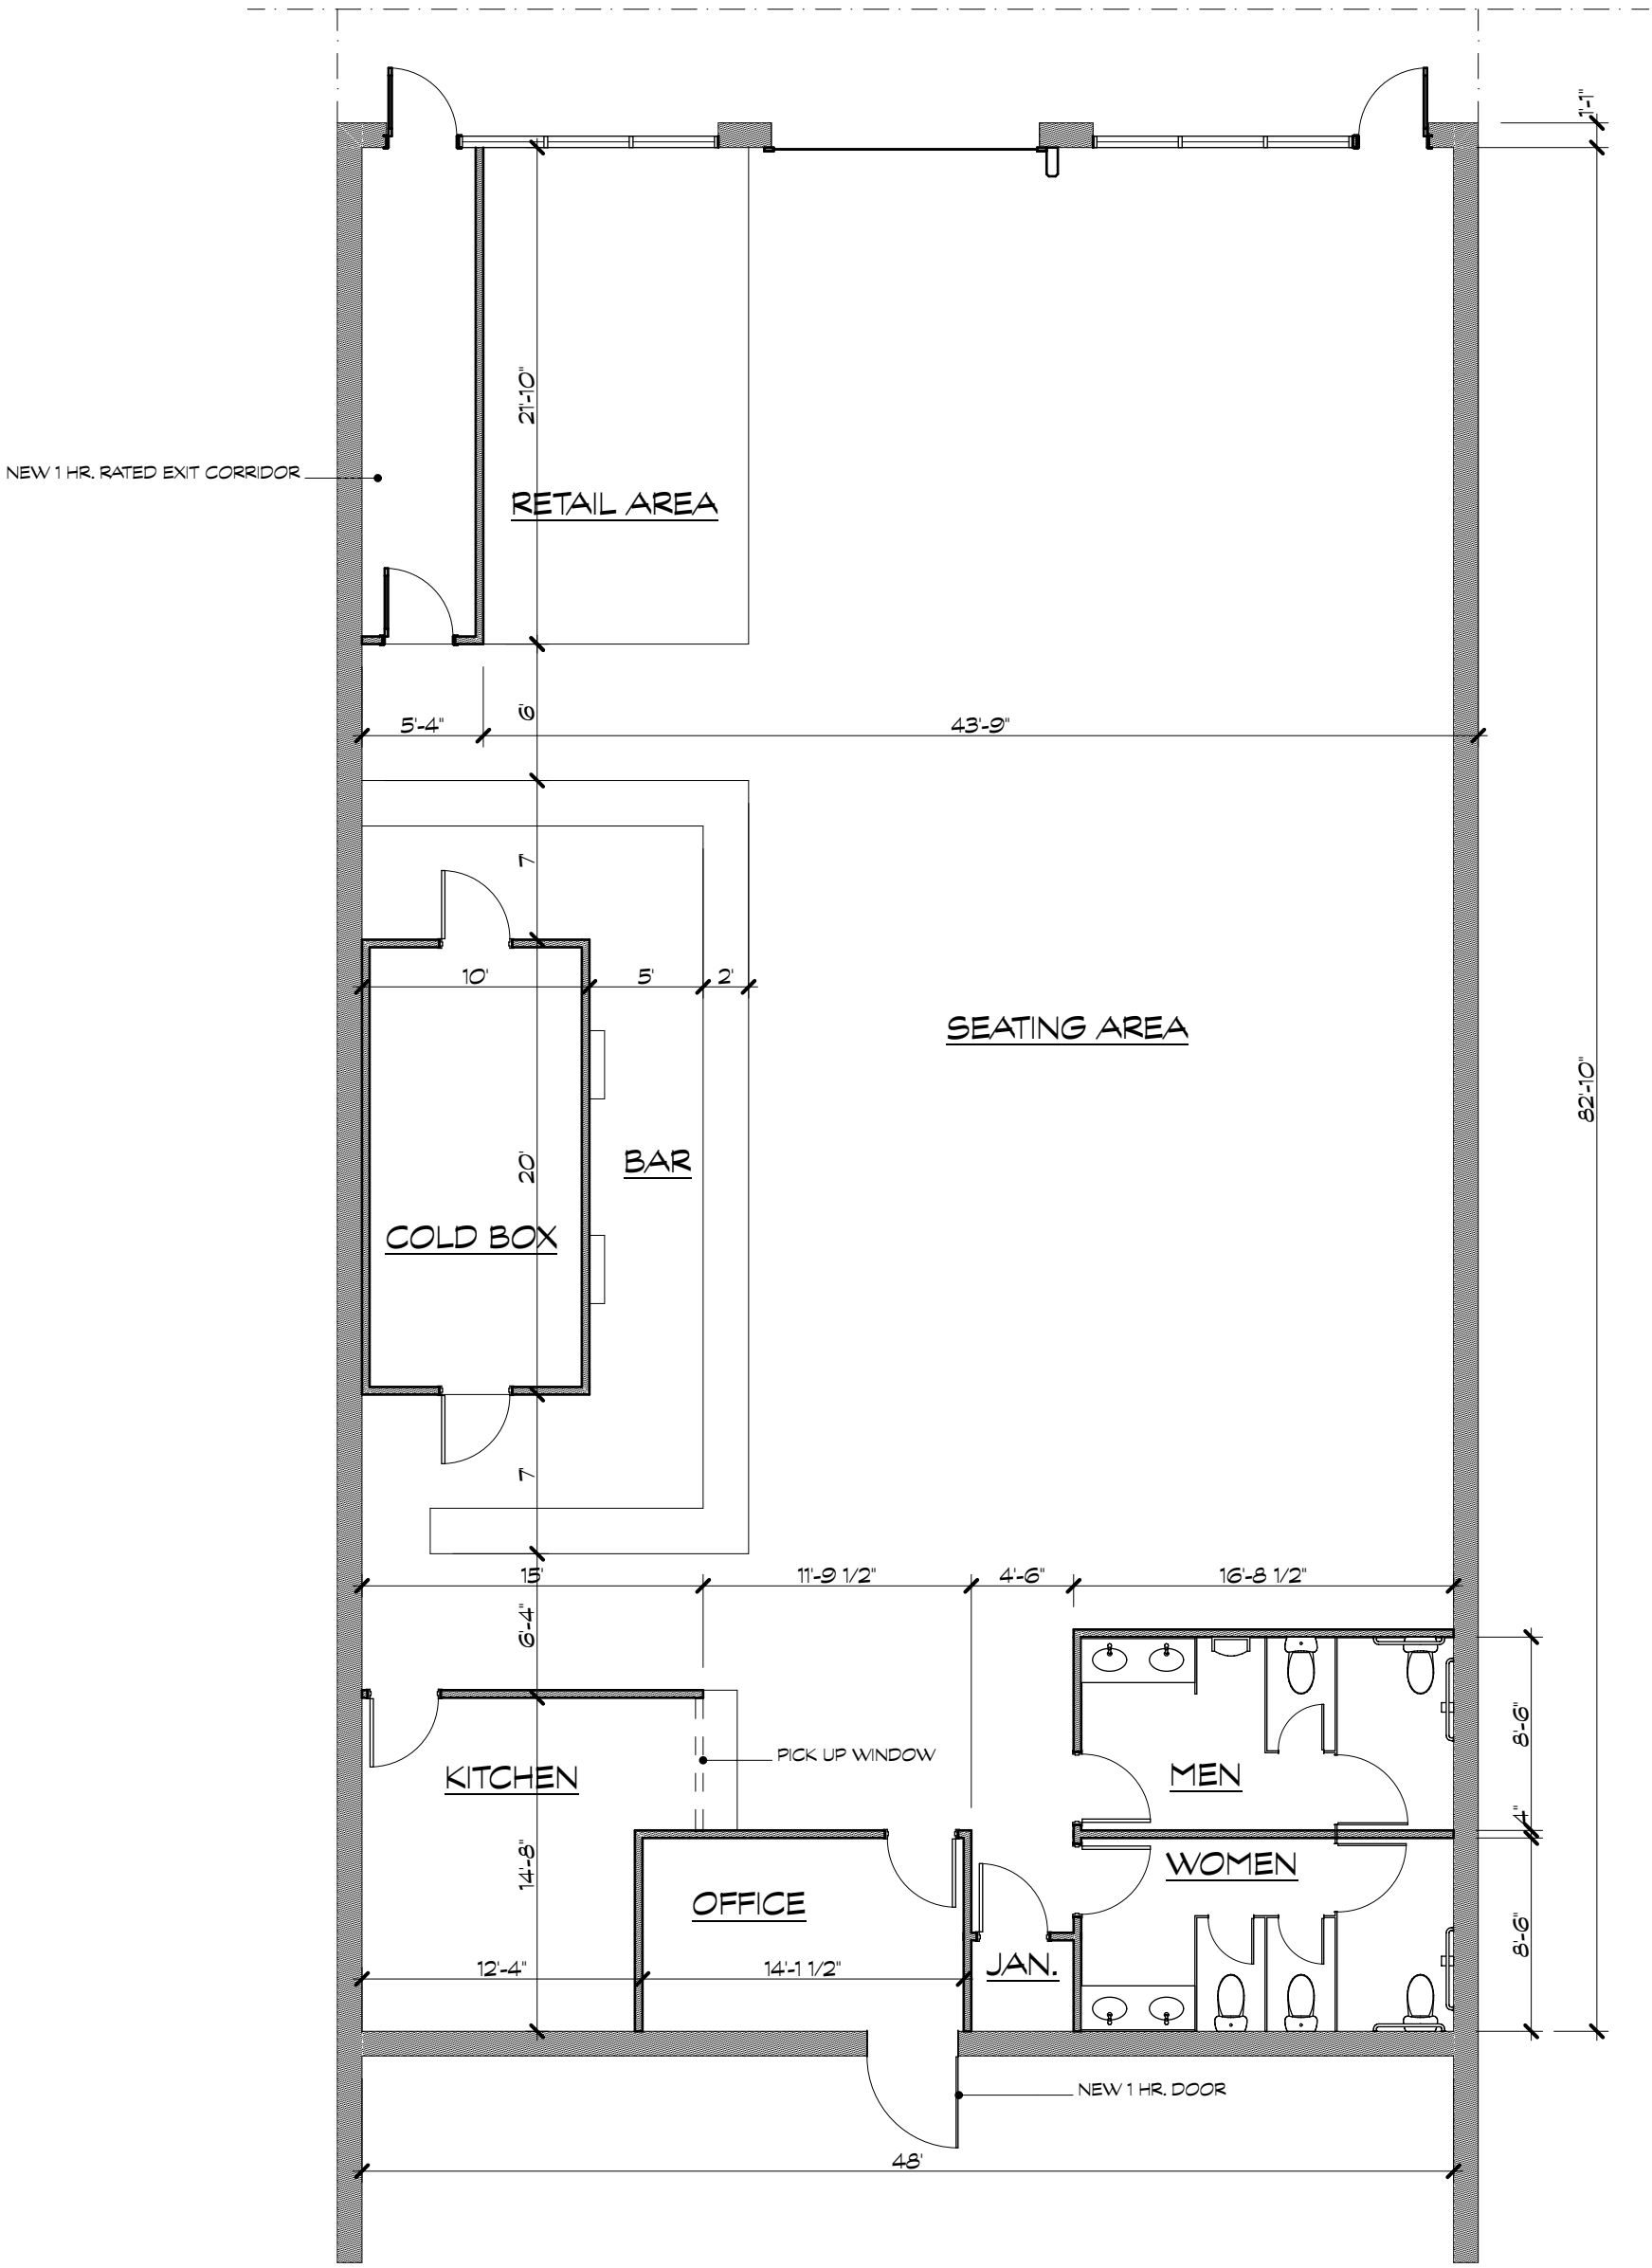 1'-1"
21'-10"
NEW 1 HR. RATED EXIT CORRIDOR
RETAIL AREA
6'
5'-4"
43'-9"
7'
10'
5'
2'
SEATING AREA
82'-10"
20'
BAR
COLD BOX
7'
15'
11'-9 1/2"
4'-6"
16'-8 1/2"
6'-4"
8'-6"
PICK UP WINDOW
KITCHEN
MEN
4"
14'-8"
WOMEN
OFFICE
8'-6"
12'-4"
14'-1 1/2"
JAN.
NEW 1 HR. DOOR
48'